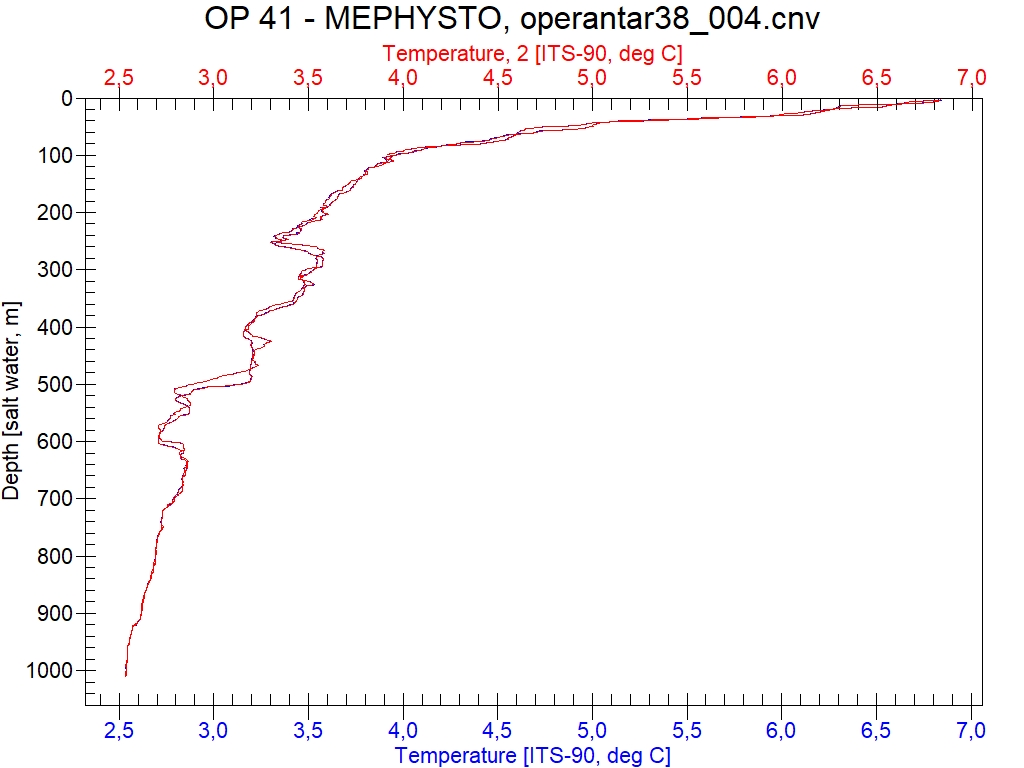 OP 41 - MEPHYSTO, operantar38_004.cnv
Temperature, 2 [ITS-90, deg C]
2,5 3,0 3,5 4,0 4,5 5,0 5,5 6,0 6,5 7,0
0
100
200
300
400
500
600
700
800
900
1000
Depth [salt water, m]
2,5 3,0 3,5 4,0 4,5 5,0 5,5 6,0 6,5 7,0
Temperature [ITS-90, deg C]